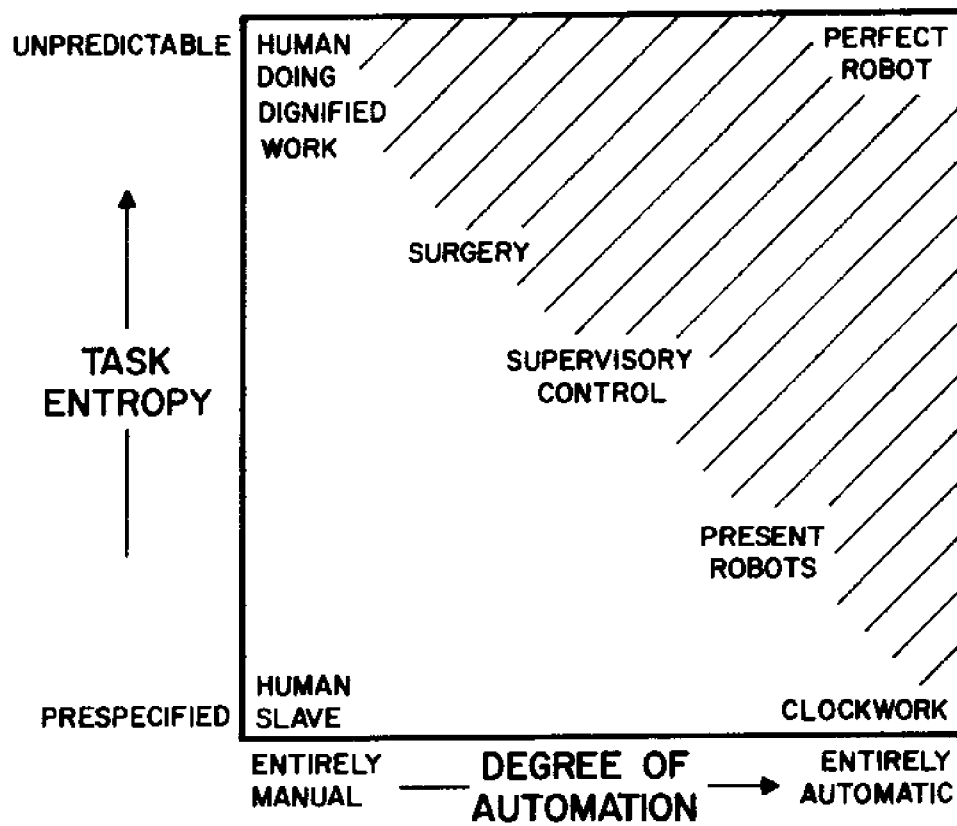 UNPREDICTABLE
HUMAN
DOING
DIGNIFIED
WORK
PERFECT
ROBOT
SURGERY
TASK
ENTROPY
SUPERVISORY
CONTROL
PRESENT
ROBOTS
HUMAN
SLAVE
PRESPECIFIED
CLOCKWORK
ENTIRELY
MANUAL
DEGREE OF
AUTOMATION
ENTIRELY
AUTOMATIC